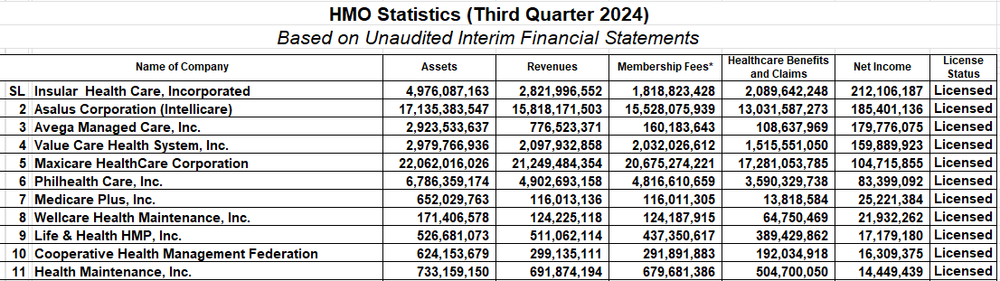 HMO Statistics (Third Quarter 2024)
Based on Unaudited Interim Financial Statements
Name of Company Assets Revenues Membership Fees* Healthcare Benefits and Claims Net Income License Status
SL Insular Health Care, Incorporated 4,976,087,163 2,821,996,552 1,818,823,428 2,089,642,248 212,106,187 Licensed
2 Asalus Corporation (Intellicare) 17,135,383,547 15,818,171,503 15,528,075,939 13,031,587,273 185,401,136 Licensed
3 Avega Managed Care, Inc. 2,923,533,637 776,523,371 160,183,643 108,637,969 179,776,075 Licensed
4 Value Care Health System, Inc. 2,979,766,936 2,097,932,858 2,032,026,612 1,515,551,050 159,889,923 Licensed
5 Maxicare HealthCare Corporation 22,062,016,026 21,249,484,354 20,675,274,221 17,281,053,785 104,715,855 Licensed
6 Philhealth Care, Inc. 6,786,359,174 4,902,693,158 4,816,610,659 3,590,329,738 83,399,092 Licensed
7 Medicare Plus, Inc. 652,029,763 116,013,136 116,011,305 13,818,584 25,221,384 Licensed
8 Wellcare Health Maintenance, Inc. 171,406,578 124,225,118 124,187,915 64,750,469 21,932,262 Licensed
9 Life & Health HMP, Inc. 526,681,073 511,062,114 437,350,617 389,429,862 17,179,180 Licensed
10 Cooperative Health Management Federation 624,153,679 299,135,111 291,891,883 192,034,918 16,309,375 Licensed
11 Health Maintenance, Inc. 733,159,150 691,874,194 679,681,386 504,700,050 14,449,439 Licensed